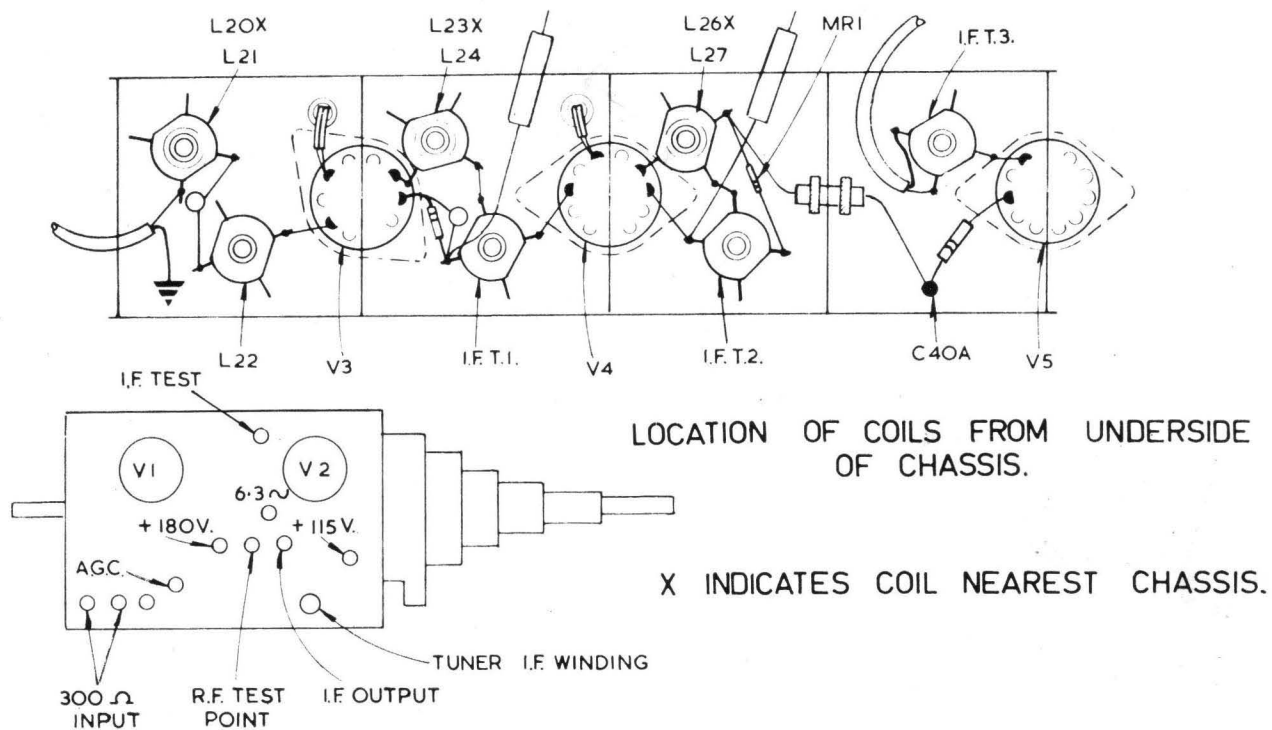 L20X
L21
L23X
L24
L26X
L27
MR1
I.F.T.3.
L22
V3
I.F.T.1.
V4
I.F.T.2.
C40A
V5
I.F. TEST
V1
V2
6·3~
+180V.
+115V.
A.G.C.
300 Ω
INPUT
R.F. TEST
POINT
I.F. OUTPUT
TUNER I.F. WINDING
LOCATION OF COILS FROM UNDERSIDE
OF CHASSIS.
X INDICATES COIL NEAREST CHASSIS.